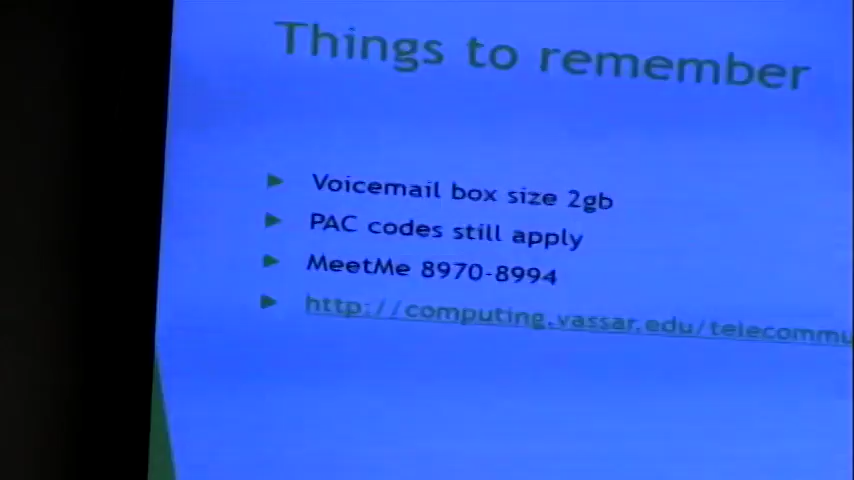 Things to remember
Voicemail box size 2gb
PAC codes still apply
MeetMe 8970-8994
http://computing.vassar.edu/telecommu